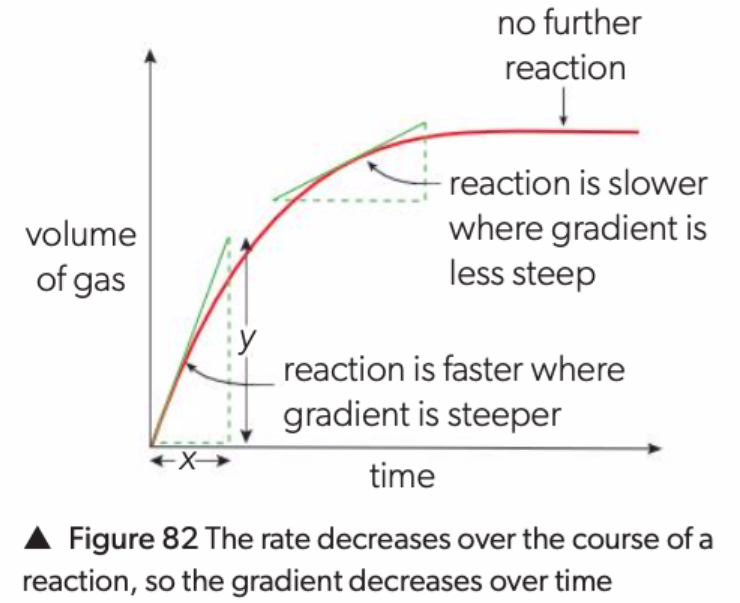 no further
reaction
reaction is slower
where gradient is
less steep
volume
of gas
y
reaction is faster where
gradient is steeper
x
time
▲ Figure 82 The rate decreases over the course of a
reaction, so the gradient decreases over time